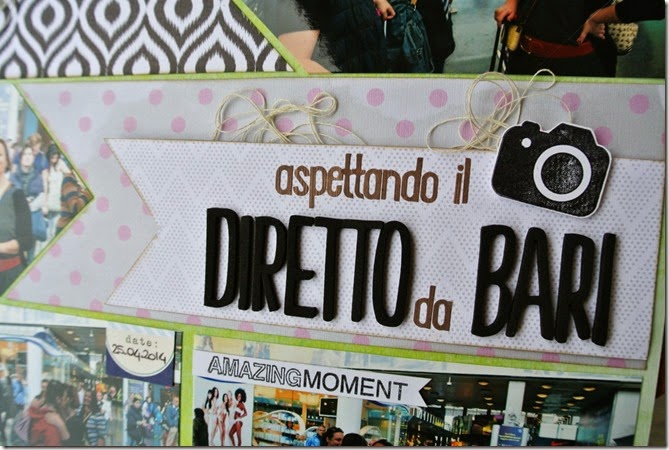 aspettando il
DIRETTO da BARI
date:
25.04.2014
AMAZINGMOMENT